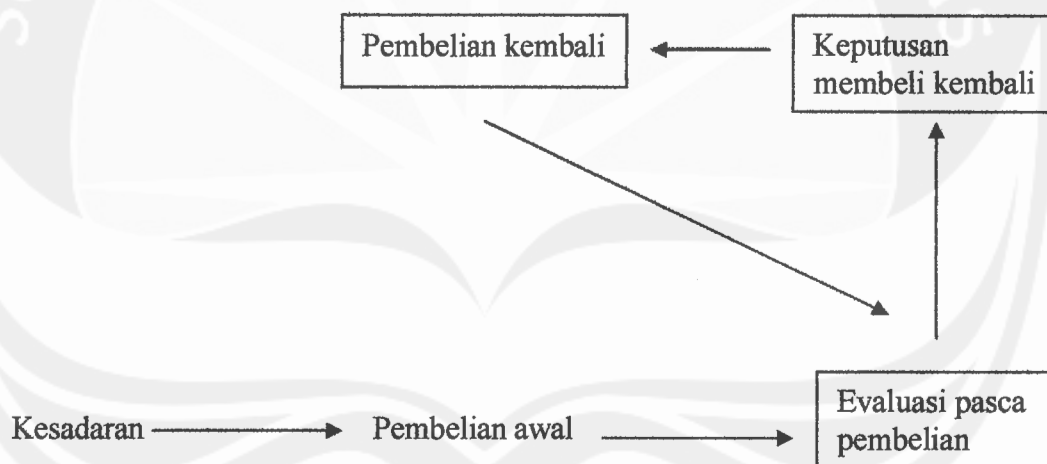 Pembelian kembali
Keputusan
membeli kembali
Evaluasi pasca
pembelian
Kesadaran
Pembelian awal